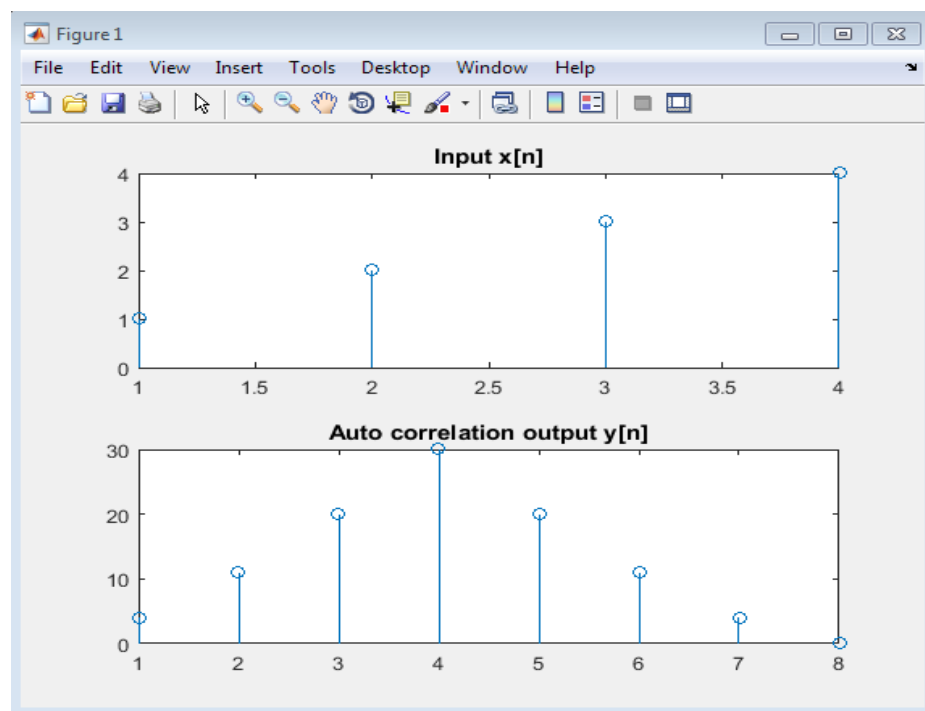 Figure 1
File Edit View Insert Tools Desktop Window Help
Input x[n]
4
3
2
1
0
1 1.5 2 2.5 3 3.5 4
Auto correlation output y[n]
30
20
10
0
1 2 3 4 5 6 7 8